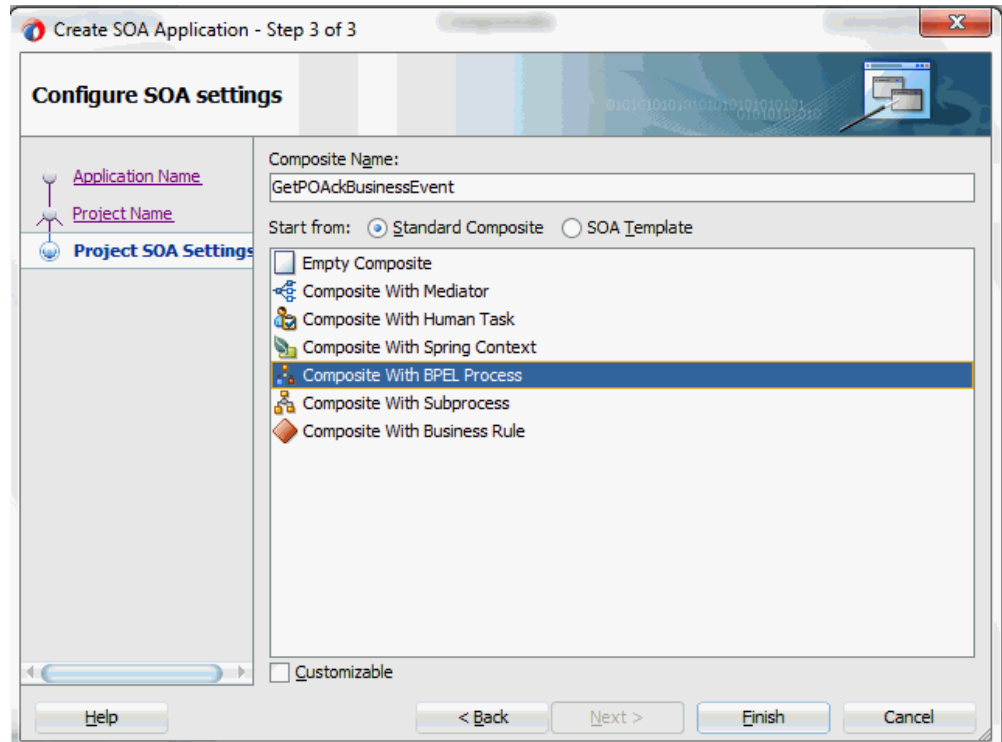 Create SOA Application - Step 3 of 3
X
Configure SOA settings
Application Name
Project Name
Project SOA Settings
Composite Name:
GetPOAckBusinessEvent
Start from: Standard Composite SOA Template
Empty Composite
Composite With Mediator
Composite With Human Task
Composite With Spring Context
Composite With BPEL Process
Composite With Subprocess
Composite With Business Rule
Customizable
Help < Back Next > Finish Cancel